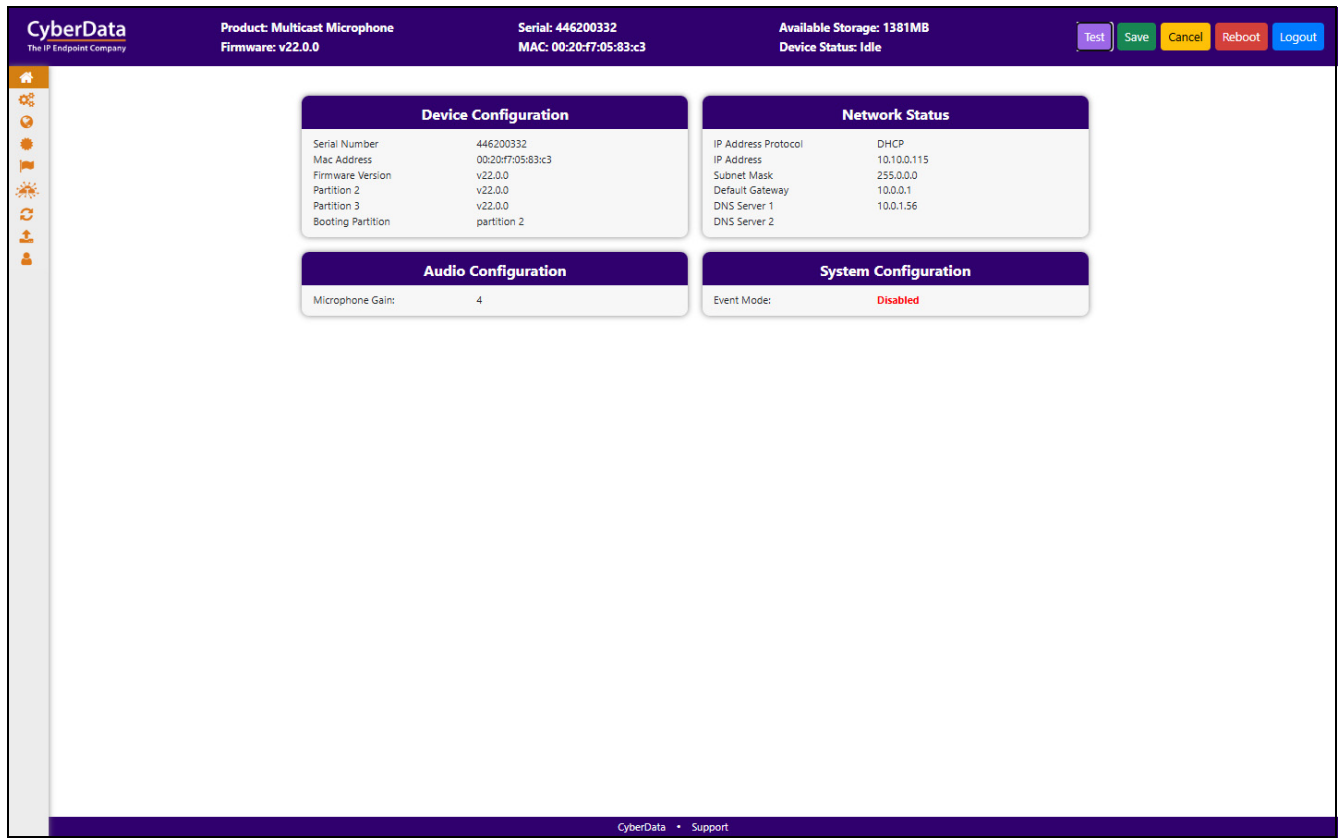 CyberData
The IP Endpoint Company
Product: Multicast Microphone
Firmware: v22.0.0
Serial: 446200332
MAC: 00:20:f7:05:83:c3
Available Storage: 1381MB
Device Status: Idle
Test Save Cancel Reboot Logout
Device Configuration
Serial Number 446200332
Mac Address 00:20:f7:05:83:c3
Firmware Version v22.0.0
Partition 2 v22.0.0
Partition 3 v22.0.0
Booting Partition partition 2
Network Status
IP Address Protocol DHCP
IP Address 10.10.0.115
Subnet Mask 255.0.0.0
Default Gateway 10.0.0.1
DNS Server 1 10.0.1.56
DNS Server 2
Audio Configuration
Microphone Gain: 4
System Configuration
Event Mode: Disabled
CyberData • Support